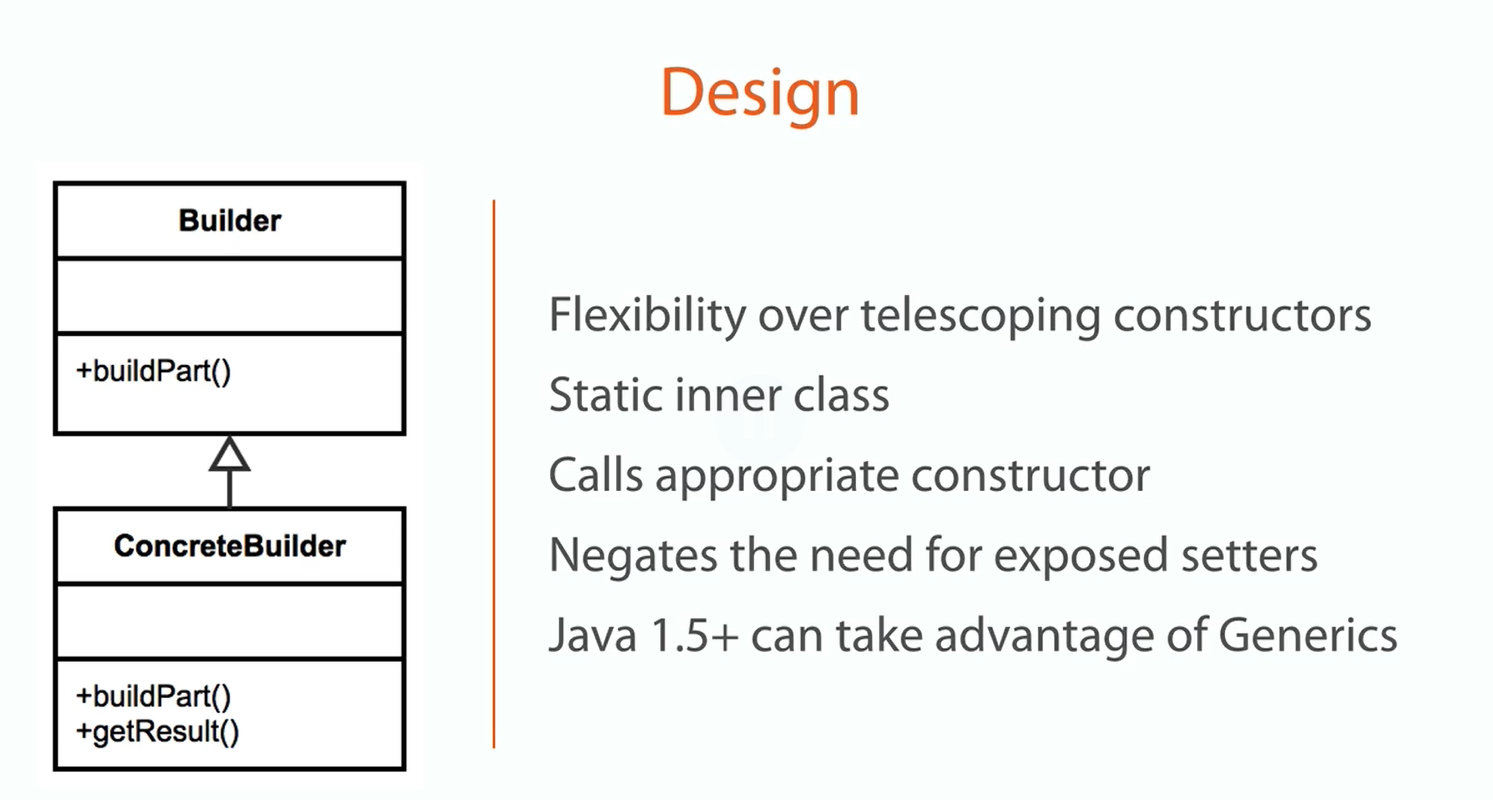 Design
Builder
+buildPart()
ConcreteBuilder
+buildPart()
+getResult()
Flexibility over telescoping constructors
Static inner class
Calls appropriate constructor
Negates the need for exposed setters
Java 1.5+ can take advantage of Generics